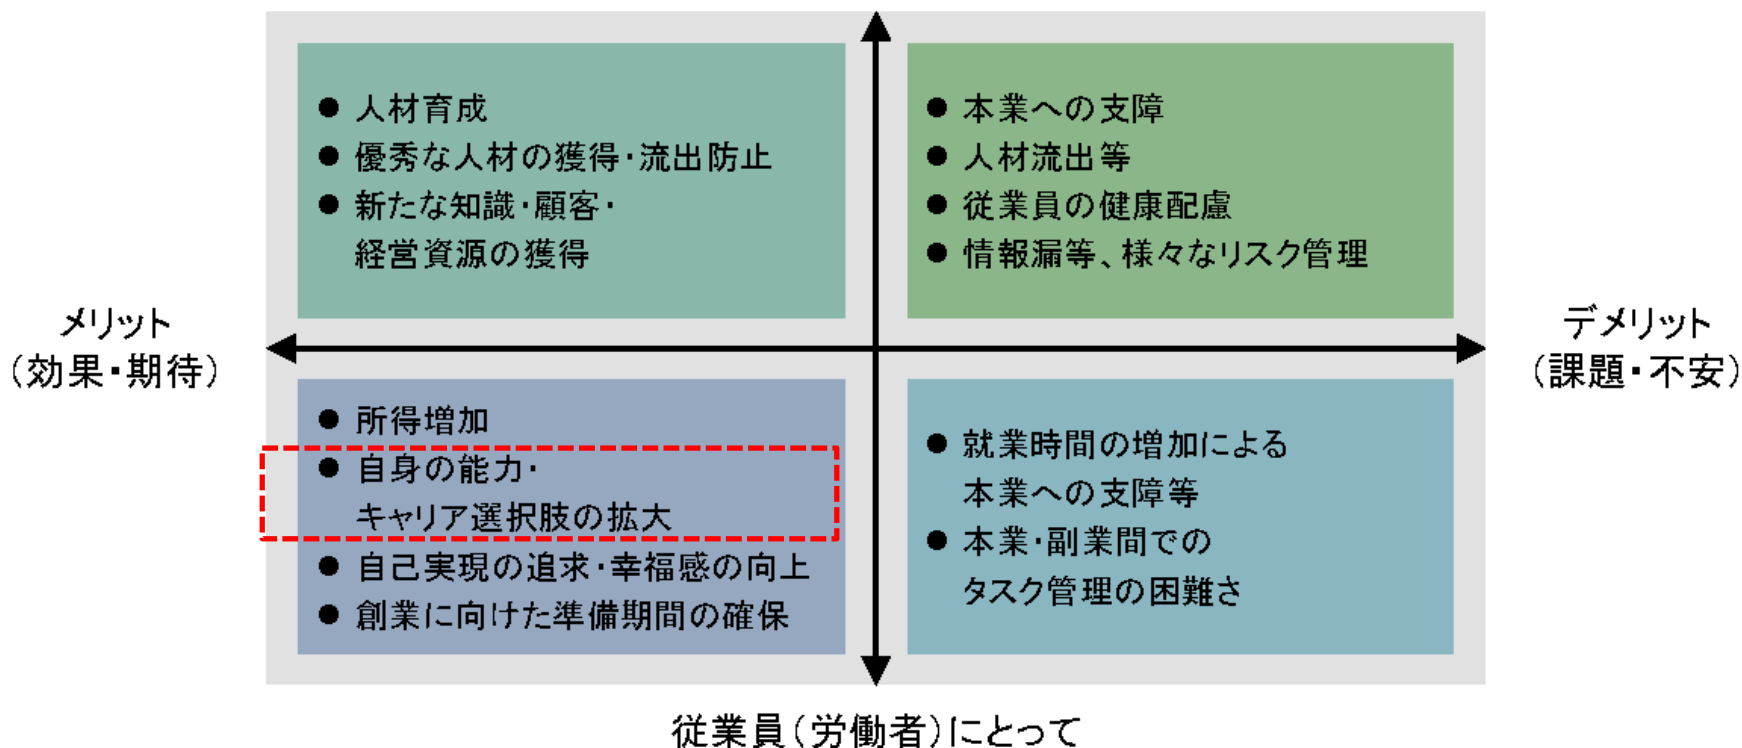 ● 人材育成
● 優秀な人材の獲得・流出防止
● 新たな知識・顧客・
経営資源の獲得
● 本業への支障
● 人材流出等
● 従業員の健康配慮
● 情報漏等、様々なリスク管理
メリット
（効果・期待）
デメリット
（課題・不安）
● 所得増加
● 自身の能力・
キャリア選択肢の拡大
● 自己実現の追求・幸福感の向上
● 創業に向けた準備期間の確保
● 就業時間の増加による
本業への支障等
● 本業・副業間での
タスク管理の困難さ
従業員（労働者）にとって